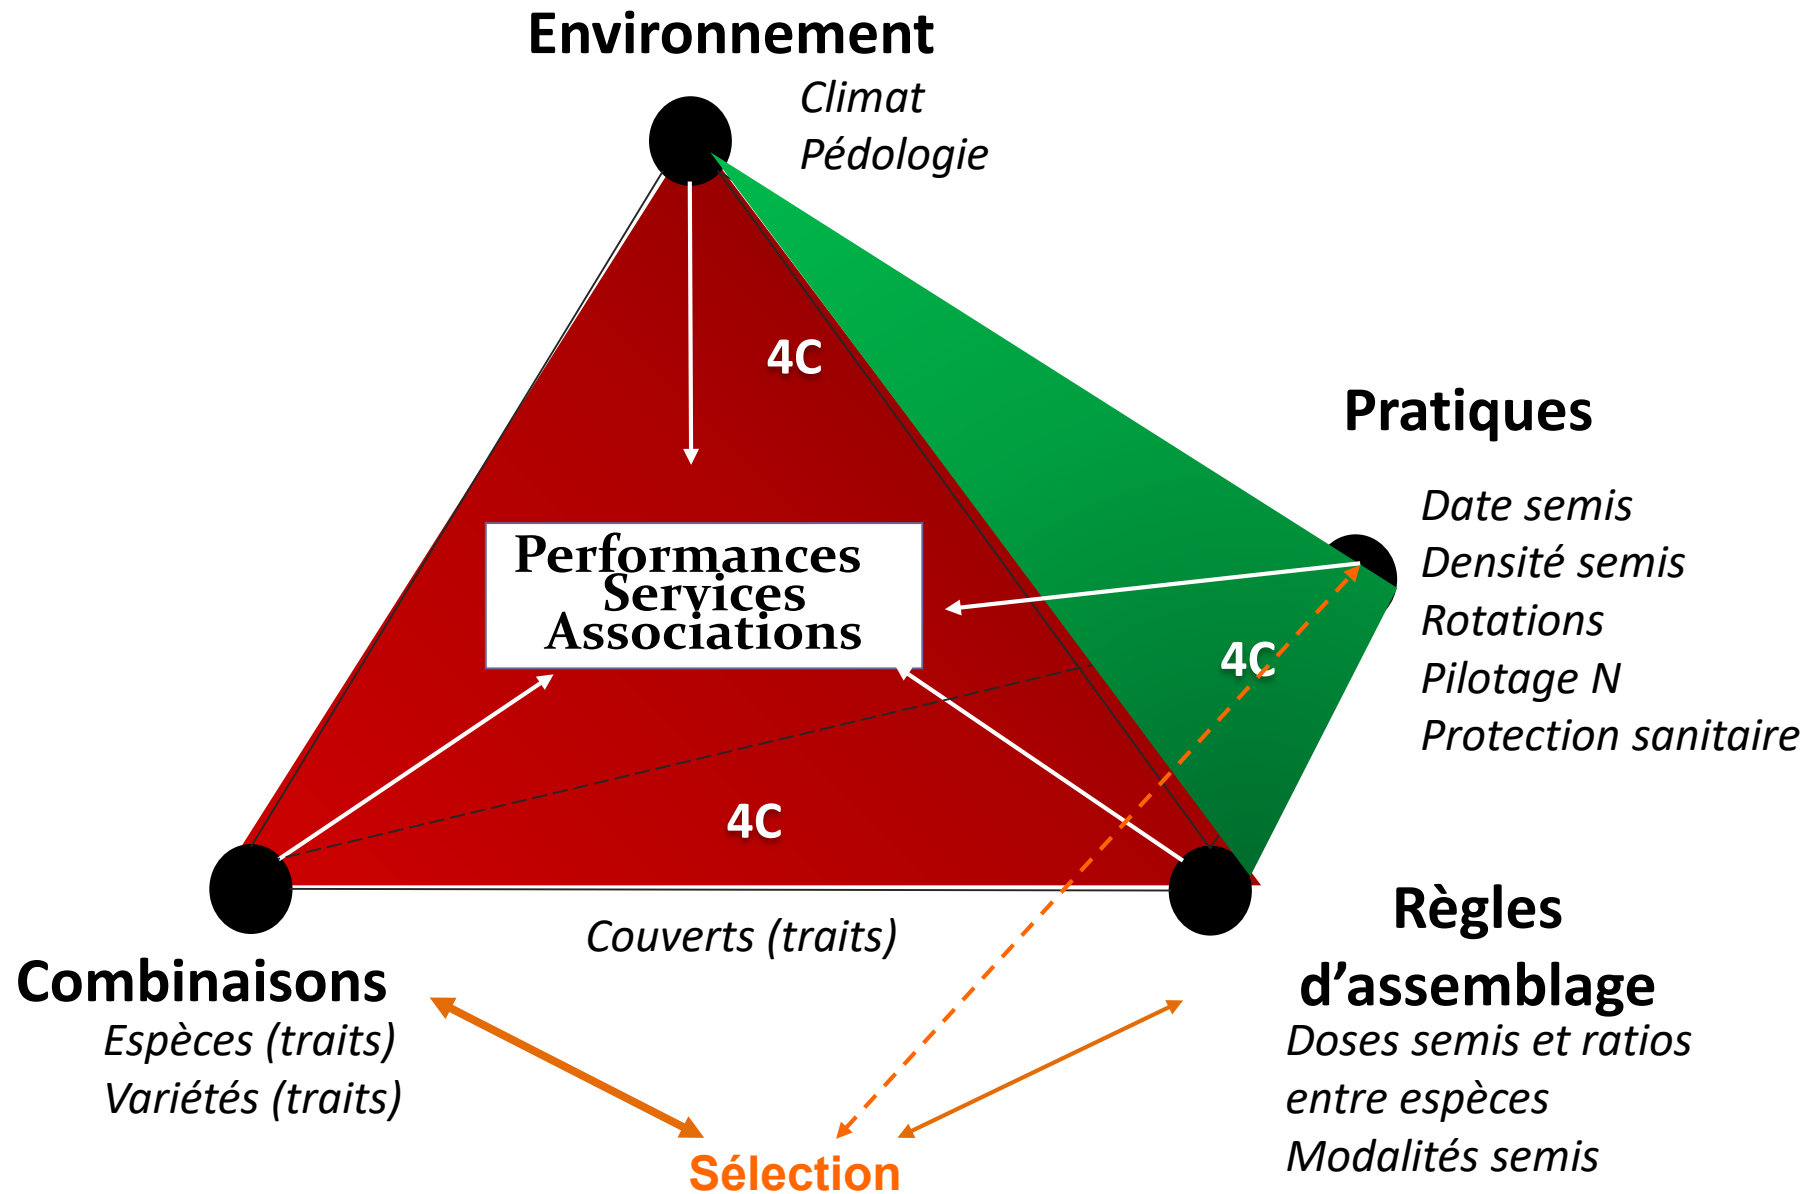 Environnement
Climat
Pédologie
4C
Pratiques
Date semis
Densité semis
Rotations
Pilotage N
Protection sanitaire
Performances
Services
Associations
4C
4C
Couverts (traits)
Combinaisons
Espèces (traits)
Variétés (traits)
Règles
d’assemblage
Doses semis et ratios
entre espèces
Modalités semis
Sélection